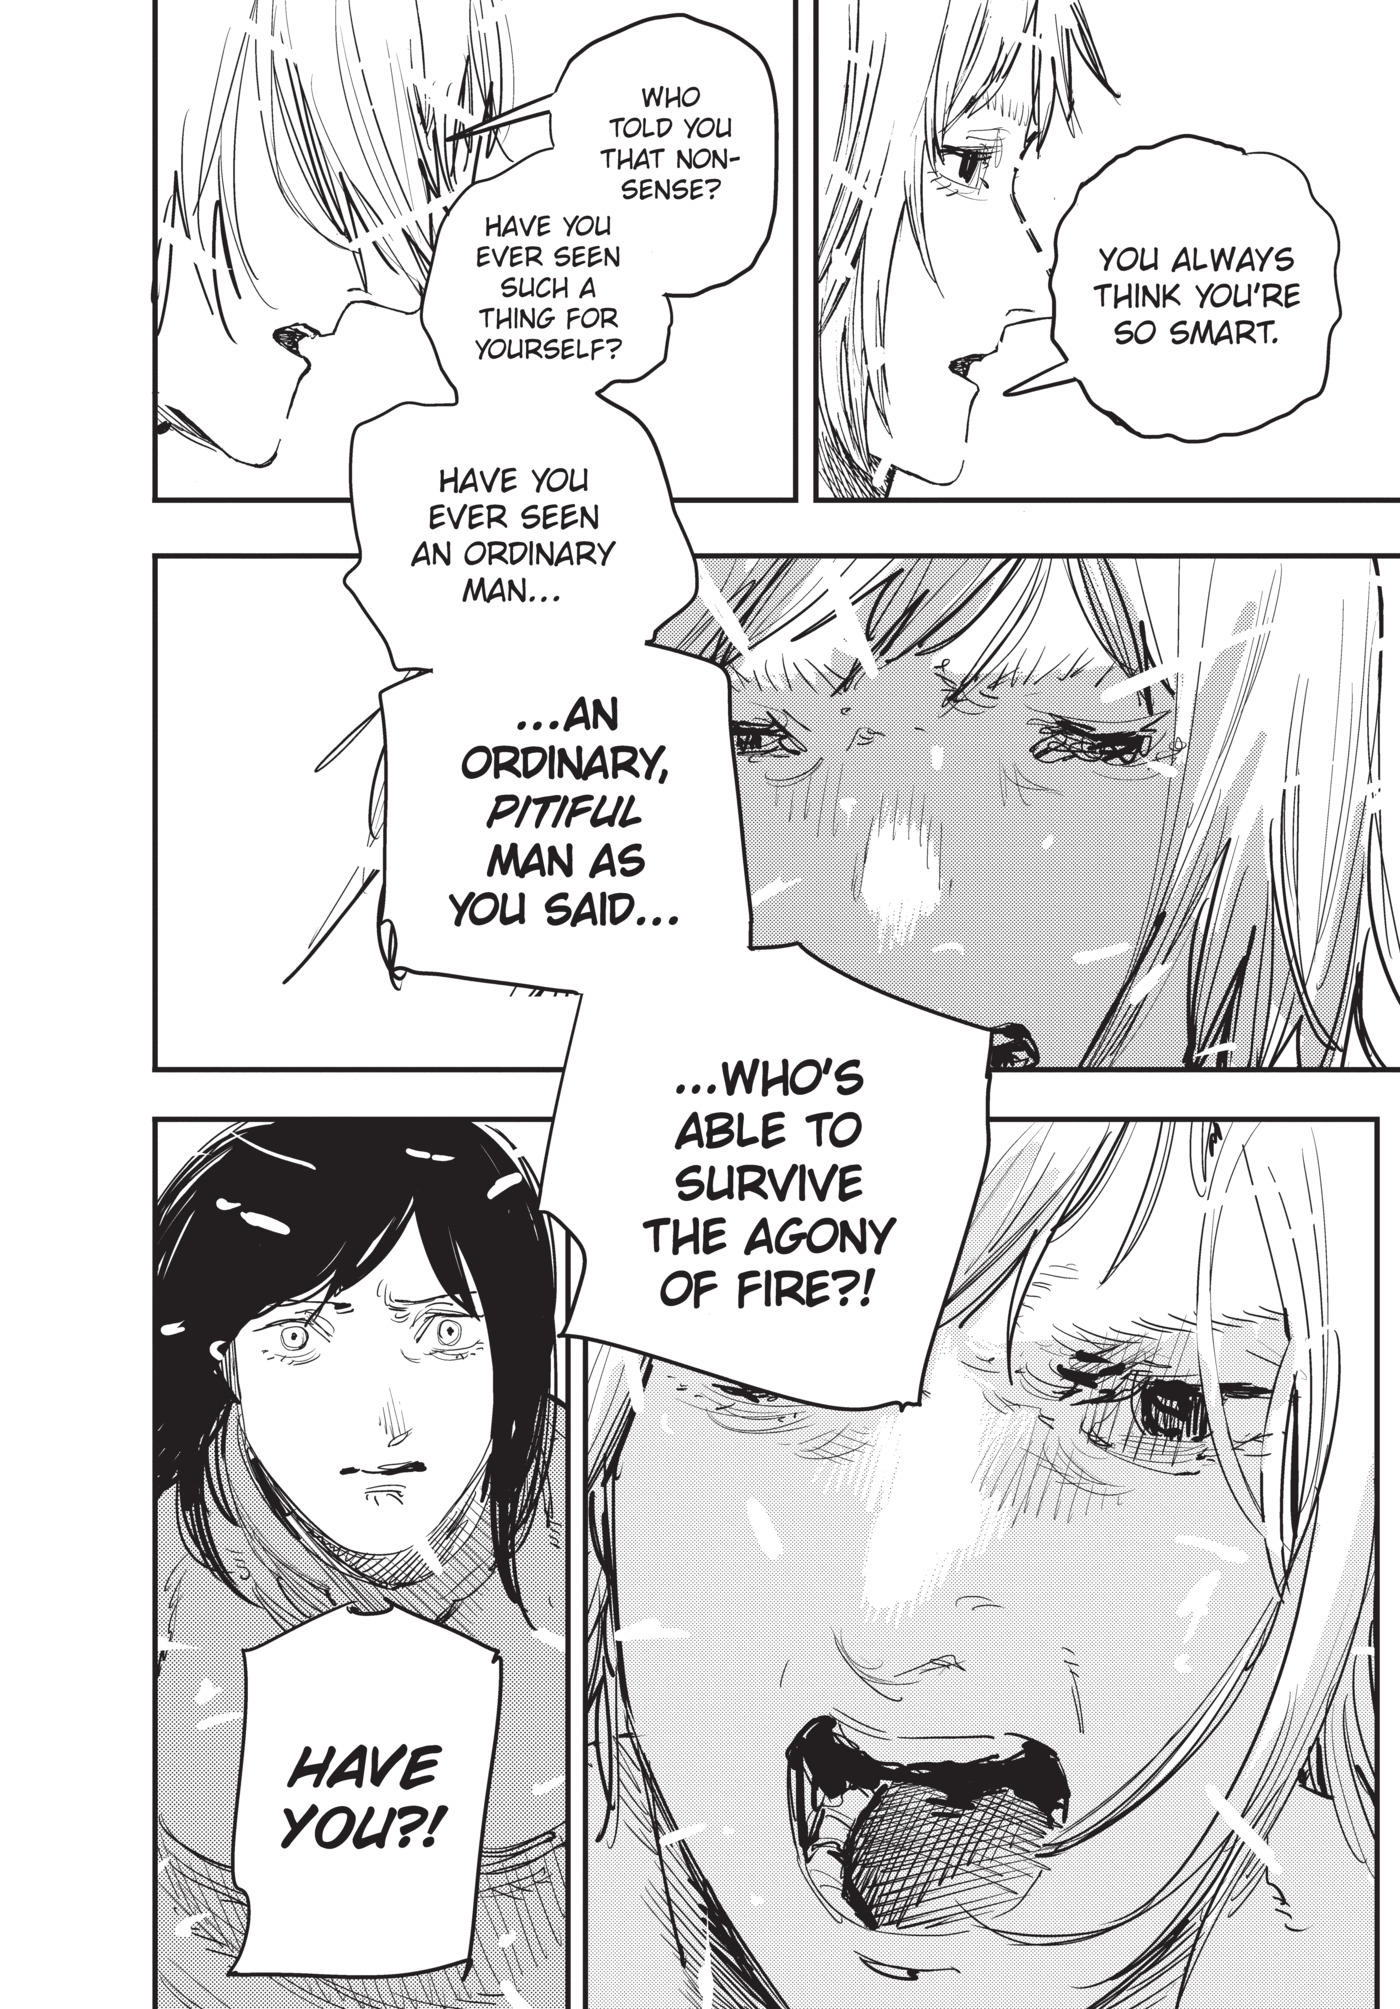 YOU ALWAYS
THINK YOU'RE
SO SMART.
WHO
TOLD YOU
THAT NON-
SENSE?
HAVE YOU
EVER SEEN
SUCH A
THING FOR
YOURSELF?
HAVE YOU
EVER SEEN
AN ORDINARY
MAN...
...AN
ORDINARY,
PITIFUL
MAN AS
YOU SAID...
...WHO'S
ABLE TO
SURVIVE
THE AGONY
OF FIRE?!
HAVE
YOU?!